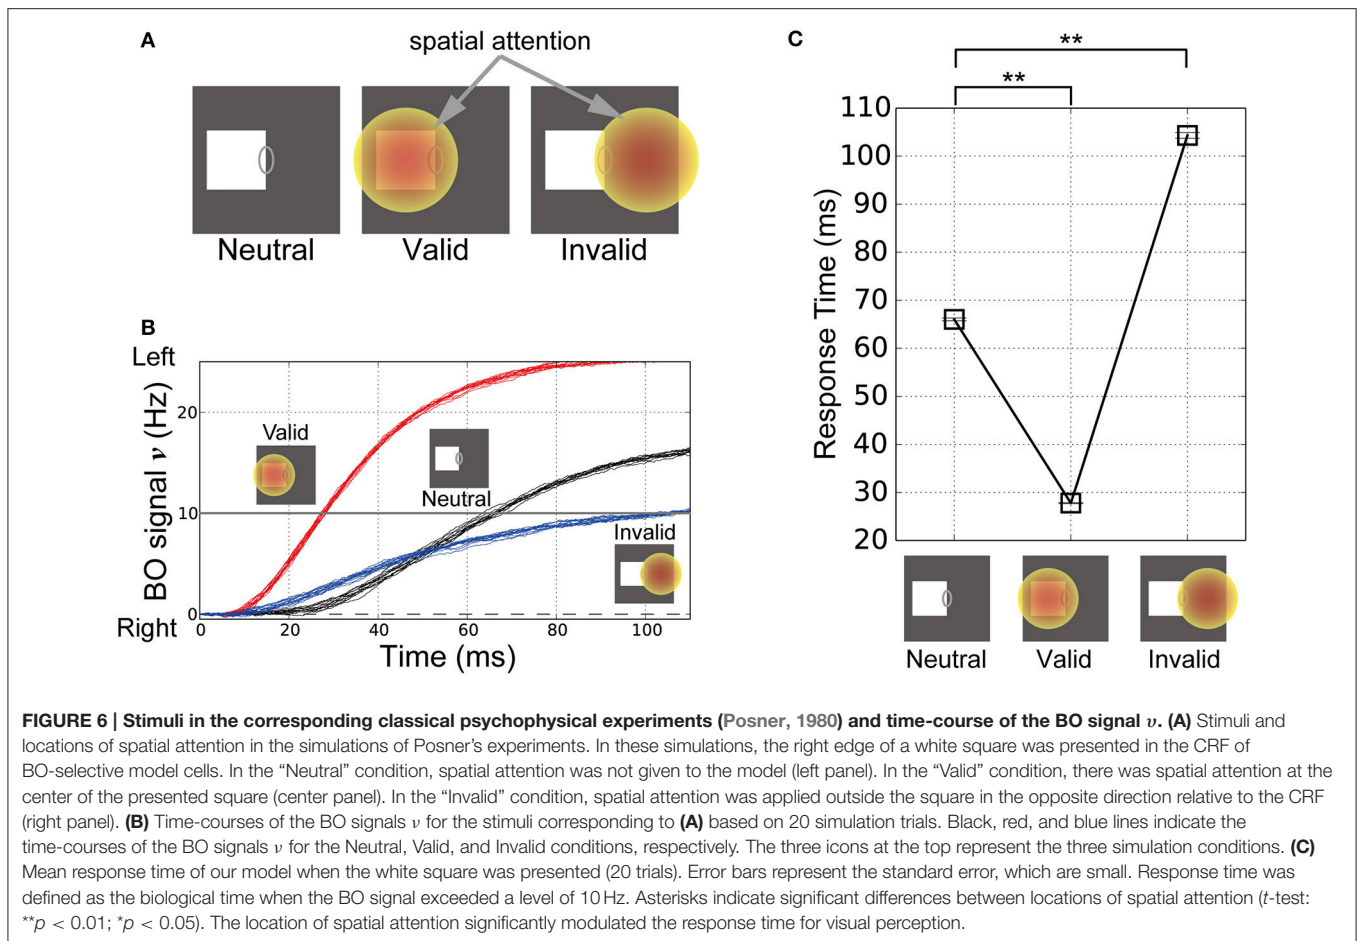 A
spatial attention
Neutral
Valid
Invalid
B
Left
BO signal ν (Hz)
20
10
0
Right
Valid
Neutral
Invalid
0
20
40
60
80
100
Time (ms)
C
**
**
Response Time (ms)
110
100
90
80
70
60
50
40
30
20
Neutral
Valid
Invalid
FIGURE 6 | Stimuli in the corresponding classical psychophysical experiments (Posner, 1980) and time-course of the BO signal υ. (A) Stimuli and
locations of spatial attention in the simulations of Posner's experiments. In these simulations, the right edge of a white square was presented in the CRF of
BO-selective model cells. In the “Neutral” condition, spatial attention was not given to the model (left panel). In the “Valid” condition, there was spatial attention at the
center of the presented square (center panel). In the “Invalid” condition, spatial attention was applied outside the square in the opposite direction relative to the CRF
(right panel). (B) Time-courses of the BO signals ν for the stimuli corresponding to (A) based on 20 simulation trials. Black, red, and blue lines indicate the
time-courses of the BO signals ν for the Neutral, Valid, and Invalid conditions, respectively. The three icons at the top represent the three simulation conditions. (C)
Mean response time of our model when the white square was presented (20 trials). Error bars represent the standard error, which are small. Response time was
defined as the biological time when the BO signal exceeded a level of 10 Hz. Asterisks indicate significant differences between locations of spatial attention (t-test:
**p < 0.01; *p < 0.05). The location of spatial attention significantly modulated the response time for visual perception.